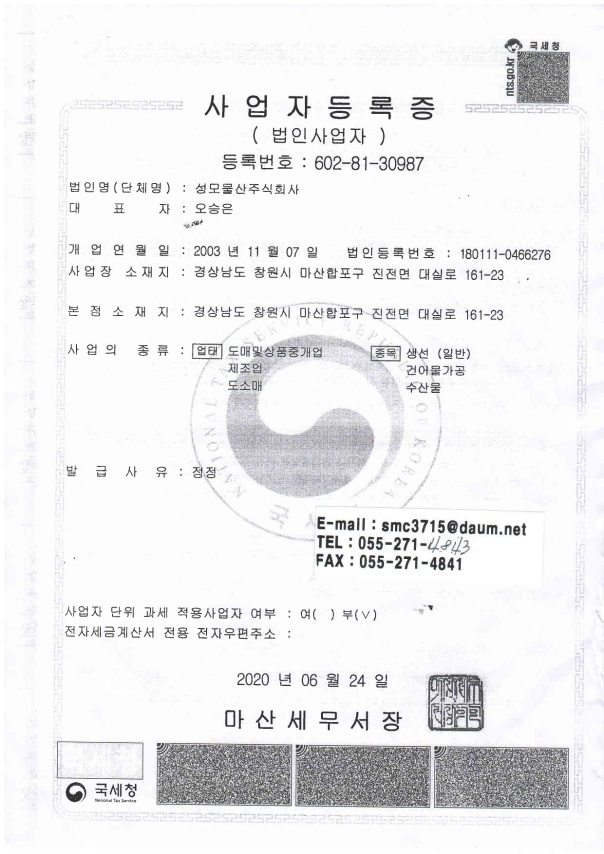 국세청
nts.go.kr
사업자등록증
( 법인사업자 )
등록번호 : 602-81-30987
법인명(단체명) : 성모물산주식회사
대 표 자 : 오승은
개 업 연 월 일 : 2003 년 11 월 07 일 법인등록번호 : 180111-0466276
사업장 소재지 : 경상남도 창원시 마산합포구 진전면 대실로 161-23
본 점 소 재 지 : 경상남도 창원시 마산합포구 진전면 대실로 161-23
사 업 의 종 류 : 업태 도매및상품중개업 종목 생선 (일반)
제조업 건어물가공
도소매 수산물
NATIONAL TAX SERVICE REPUBLIC OF KOREA
발 급 사 유 : 정정
E-mail : smc3715@daum.net
TEL : 055-271-4843
FAX : 055-271-4841
사업자 단위 과세 적용사업자 여부 : 여( ) 부(∨)
전자세금계산서 전용 전자우편주소 :
2020 년 06 월 24 일
마 산 세 무 서 장
국세청
National Tax Service